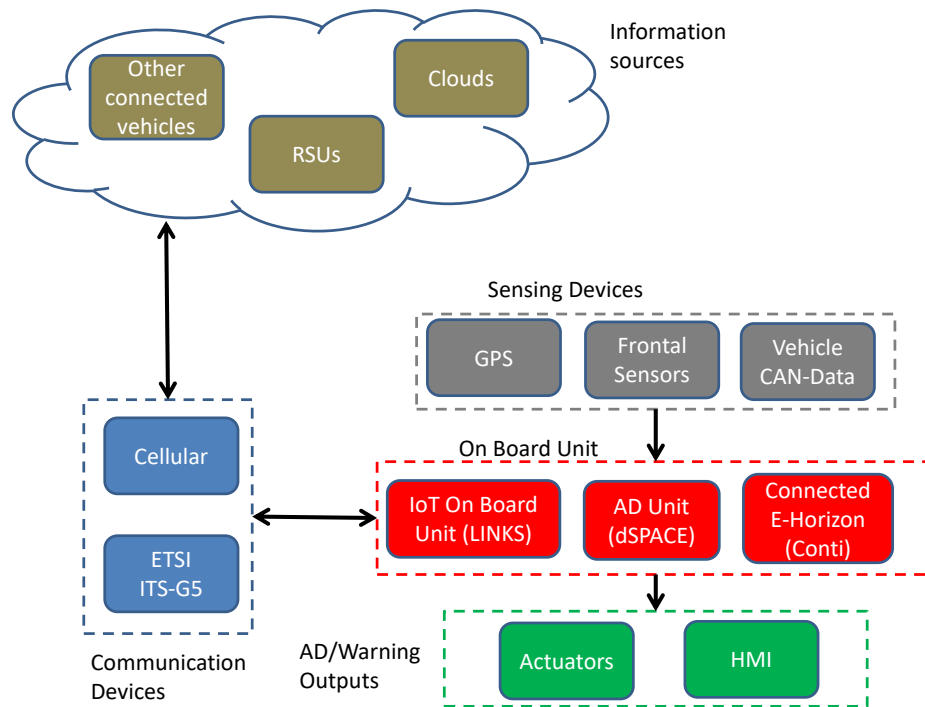 Information
sources
Other
connected
vehicles
Clouds
RSUs
Sensing Devices
GPS
Frontal
Sensors
Vehicle
CAN-Data
On Board Unit
Cellular
ETSI
ITS-G5
IoT On Board
Unit (LINKS)
AD Unit
(dSPACE)
Connected
E-Horizon
(Conti)
Communication
Devices
AD/Warning
Outputs
Actuators
HMI